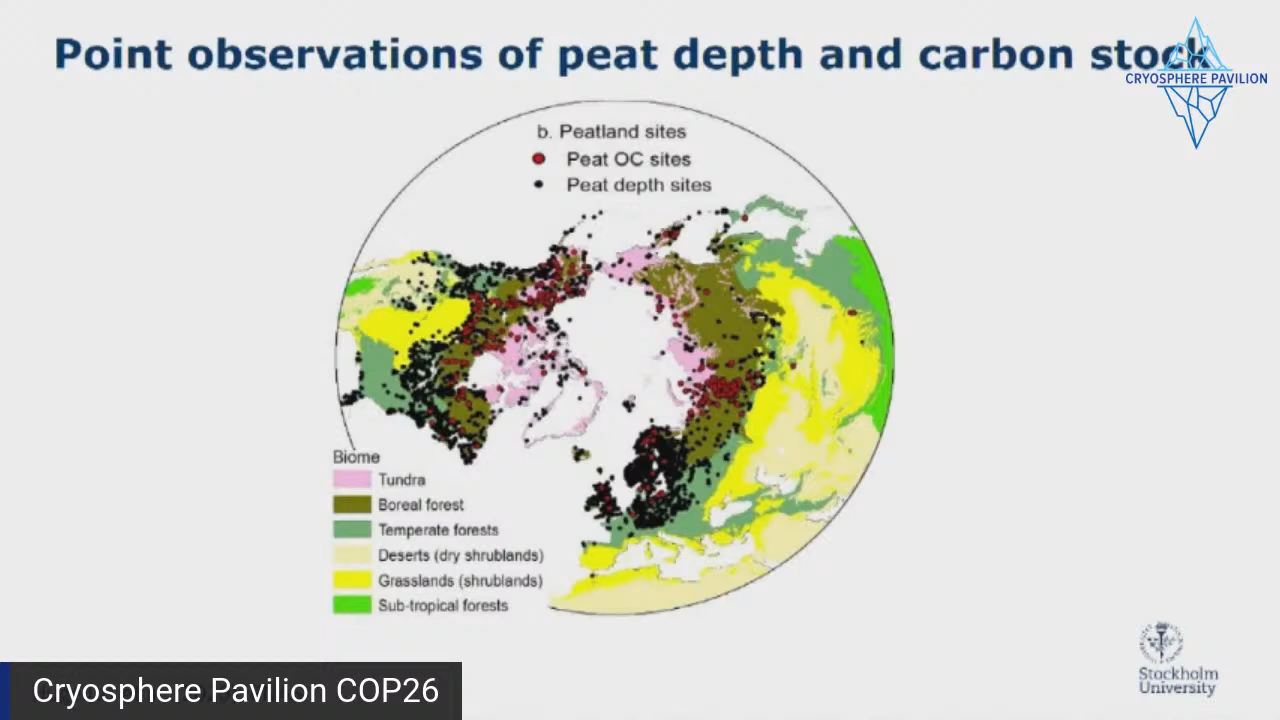 Point observations of peat depth and carbon stock
CRYOSPHERE PAVILION
b. Peatland sites
Peat OC sites
Peat depth sites
Biome
Tundra
Boreal forest
Temperate forests
Deserts (dry shrublands)
Grasslands (shrublands)
Sub-tropical forests
Stockholm
University
Cryosphere Pavilion COP26